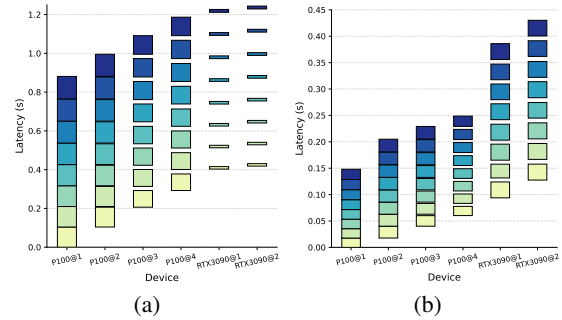 1.2
1.0
0.8
0.6
0.4
0.2
0.0
Latency (s)
P100@1 P100@2 P100@3 P100@4 RTX3090@1 RTX3090@2
Device
(a)
0.45
0.40
0.35
0.30
0.25
0.20
0.15
0.10
0.05
0.00
Latency (s)
P100@1 P100@2 P100@3 P100@4 RTX3090@1 RTX3090@2
Device
(b)